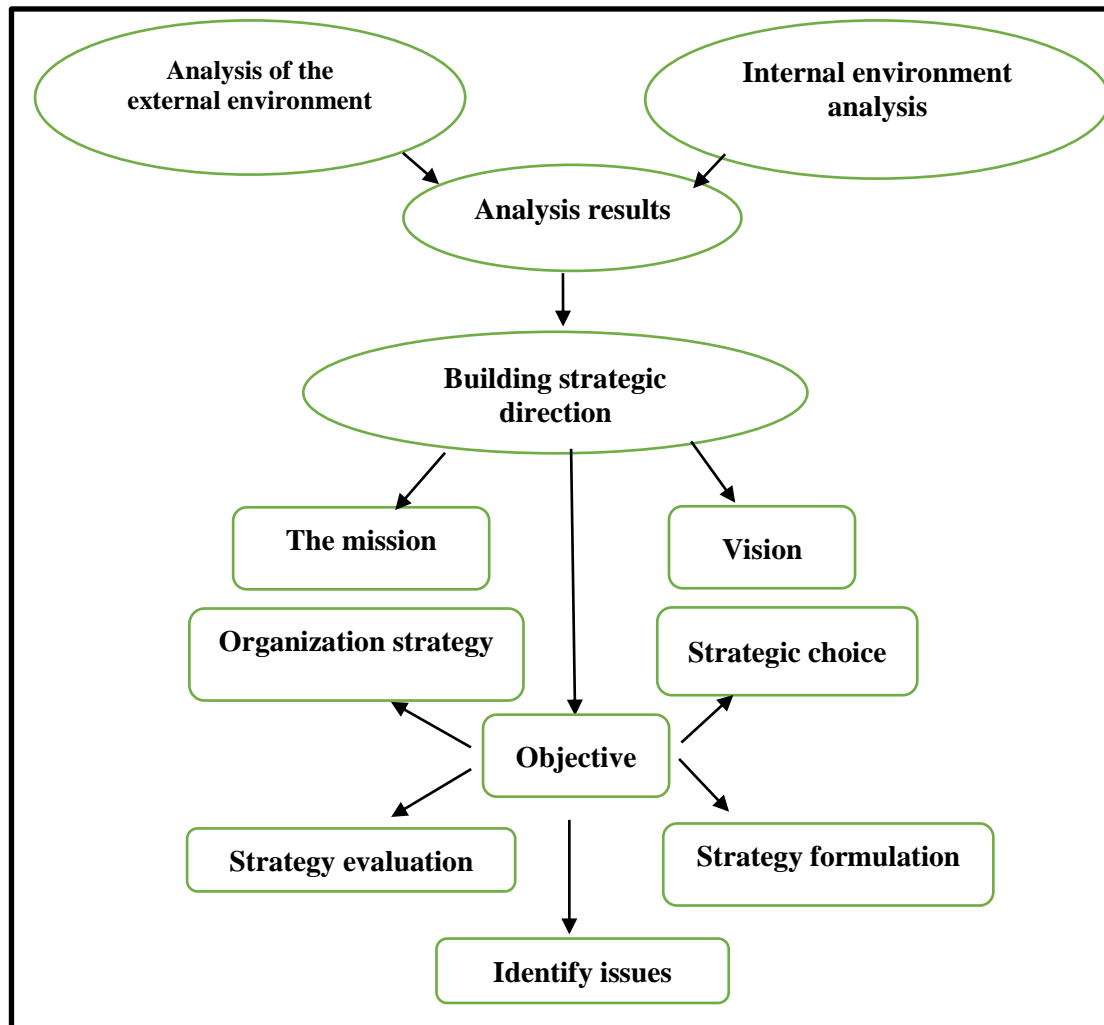 Analysis of the
external environment
Internal environment
analysis
Analysis results
Building strategic
direction
The mission
Vision
Organization strategy
Strategic choice
Objective
Strategy evaluation
Strategy formulation
Identify issues